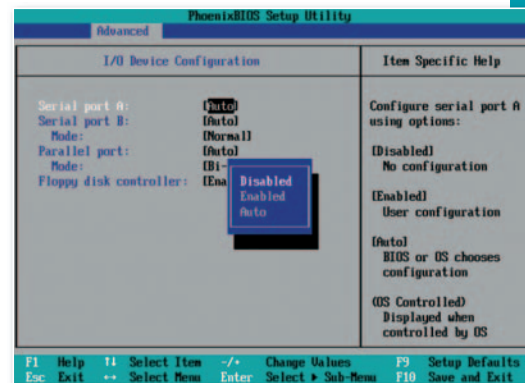 PhoenixBIOS Setup Utility
Advanced
I/O Device Configuration
Item Specific Help
Serial port A: [Auto]
Serial port B: [Auto]
Mode: [Normal]
Parallel port: [Auto]
Mode: [Bi-
Floppy disk controller: [Ena
Disabled
Enabled
Auto
Configure serial port A
using options:
[Disabled]
No configuration
[Enabled]
User configuration
[Auto]
BIOS or OS chooses
configuration
(OS Controlled)
Displayed when
controlled by OS
F1 Help ↑↓ Select Item -/+ Change Values F9 Setup Defaults
Esc Exit ↔ Select Menu Enter Select ▶ Sub-Menu F10 Save and Exit